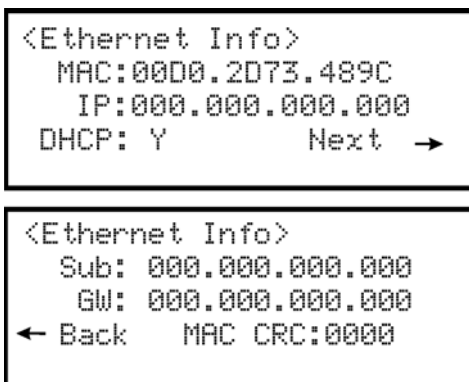 <Ethernet Info>
MAC:00D0.2D73.489C
IP:000.000.000.000
DHCP: Y Next →
<Ethernet Info>
Sub: 000.000.000.000
GW: 000.000.000.000
← Back MAC CRC:0000